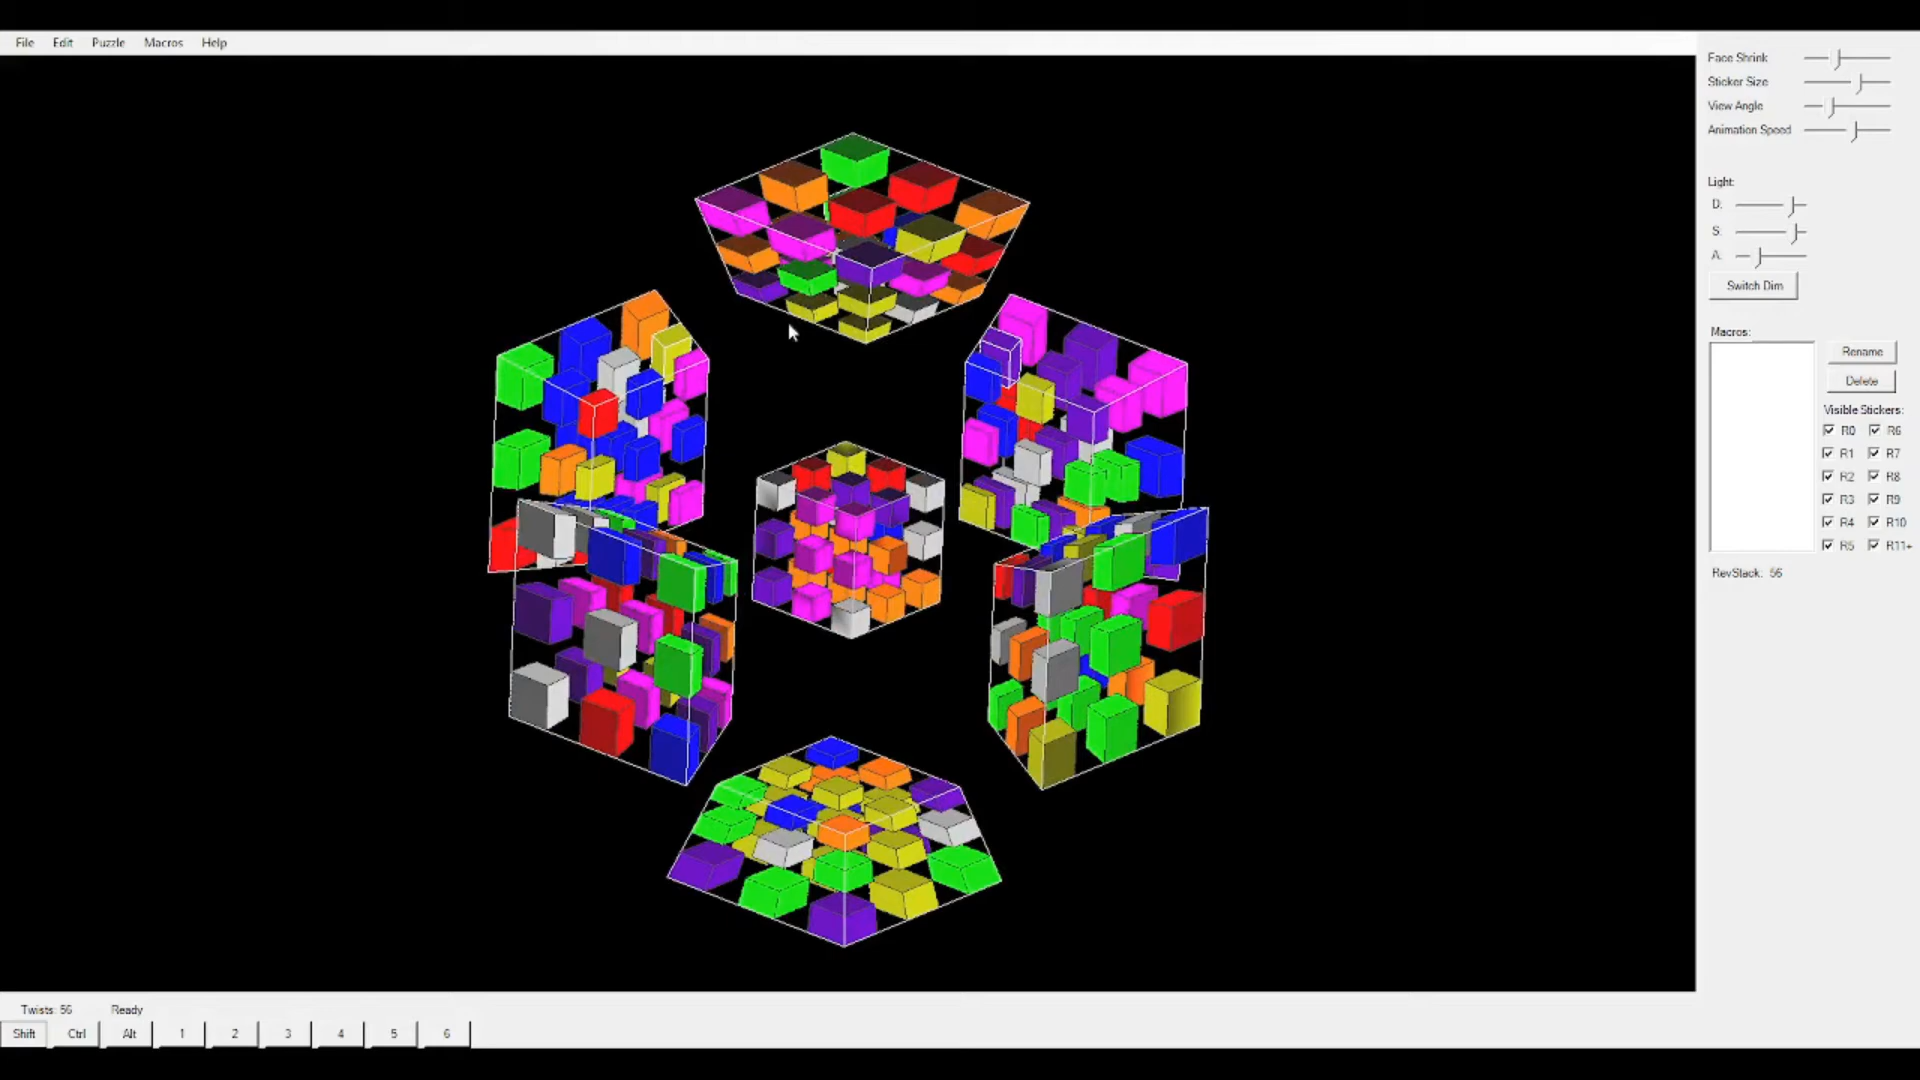 File Edit Puzzle Macros Help
Face Shrink
Sticker Size
View Angle
Animation Speed
Light:
D:
S:
A:
Switch Dim
Macros:
Rename
Delete
Visible Stickers:
R0 R6
R1 R7
R2 R8
R3 R9
R4 R10
R5 R11+
RevStack: 56
Twists: 56 Ready
Shift Ctrl Alt 1 2 3 4 5 6